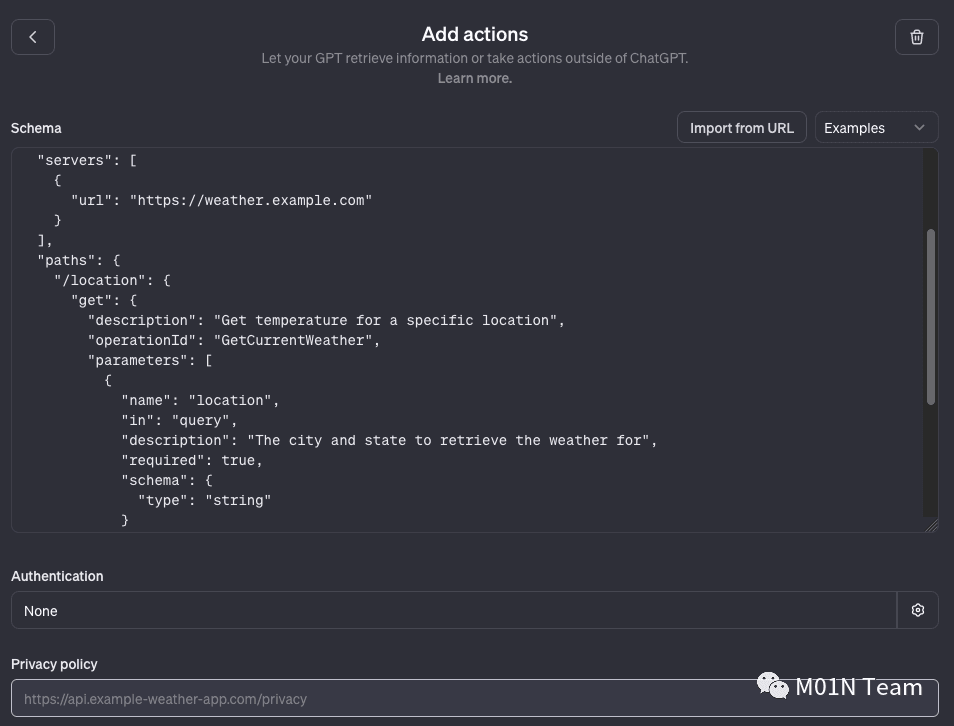 Add actions
Let your GPT retrieve information or take actions outside of ChatGPT.
Learn more.
Schema
Import from URL
Examples
"servers": [
{
"url": "https://weather.example.com"
}
],
"paths": {
"/location": {
"get": {
"description": "Get temperature for a specific location",
"operationId": "GetCurrentWeather",
"parameters": [
{
"name": "location",
"in": "query",
"description": "The city and state to retrieve the weather for",
"required": true,
"schema": {
"type": "string"
}
Authentication
None
Privacy policy
https://api.example-weather-app.com/privacy
M01N Team